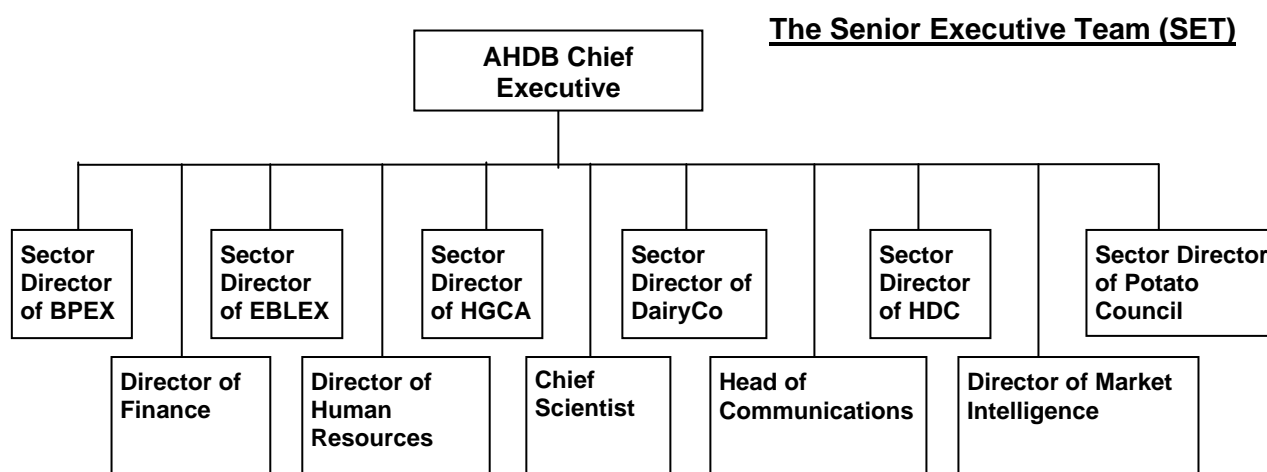 The Senior Executive Team (SET)
AHDB Chief
Executive
Sector
Director
of BPEX
Sector
Director
of EBLEX
Sector
Director
of HGCA
Sector
Director of
DairyCo
Sector
Director
of HDC
Sector Director
of Potato
Council
Director of
Finance
Director of
Human
Resources
Chief
Scientist
Head of
Communications
Director of Market
Intelligence